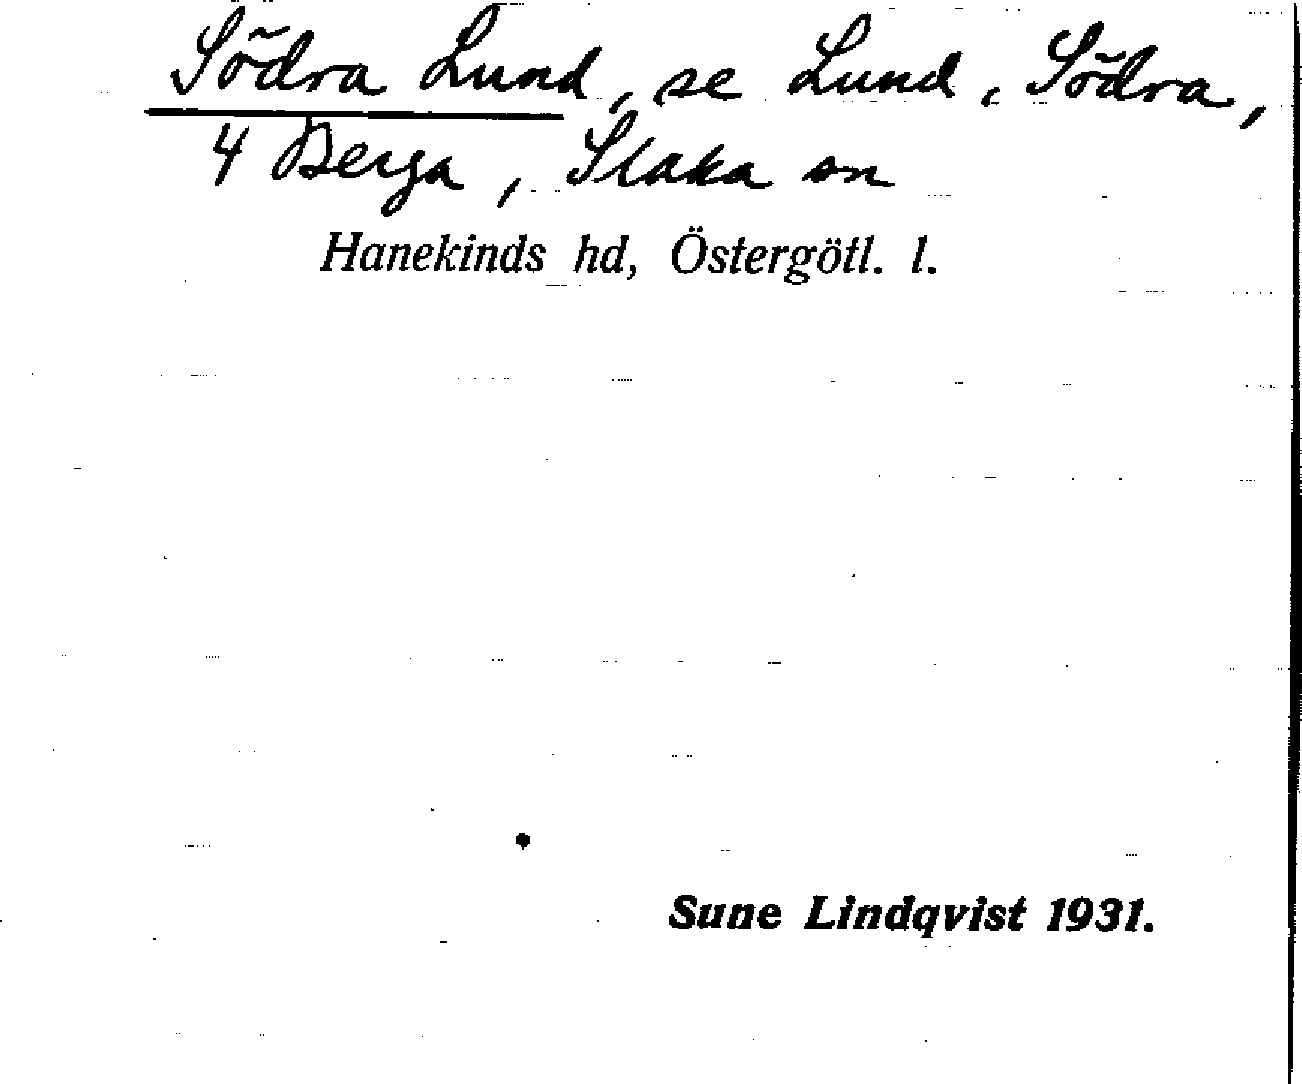 Södra Lund, se Lund, Södra,
4 Berga, Slaka sn
Hanekinds hd, Östergötl. l.
Sune Lindqvist 1931.